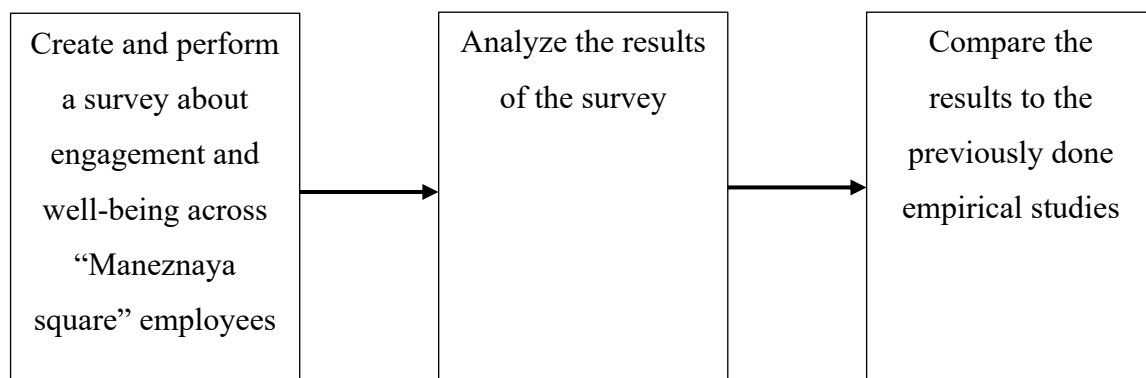 Create and perform
a survey about
engagement and
well-being across
“Maneznaya
square” employees
Analyze the results
of the survey
Compare the
results to the
previously done
empirical studies